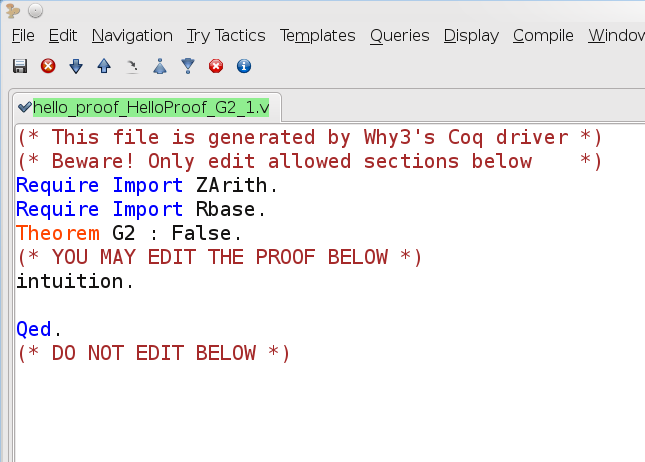 File Edit Navigation Try Tactics Templates Queries Display Compile Window
hello_proof_HelloProof_G2_1.v
(* This file is generated by Why3's Coq driver *)
(* Beware! Only edit allowed sections below    *)
Require Import ZArith.
Require Import Rbase.
Theorem G2 : False.
(* YOU MAY EDIT THE PROOF BELOW *)
intuition.
Qed.
(* DO NOT EDIT BELOW *)